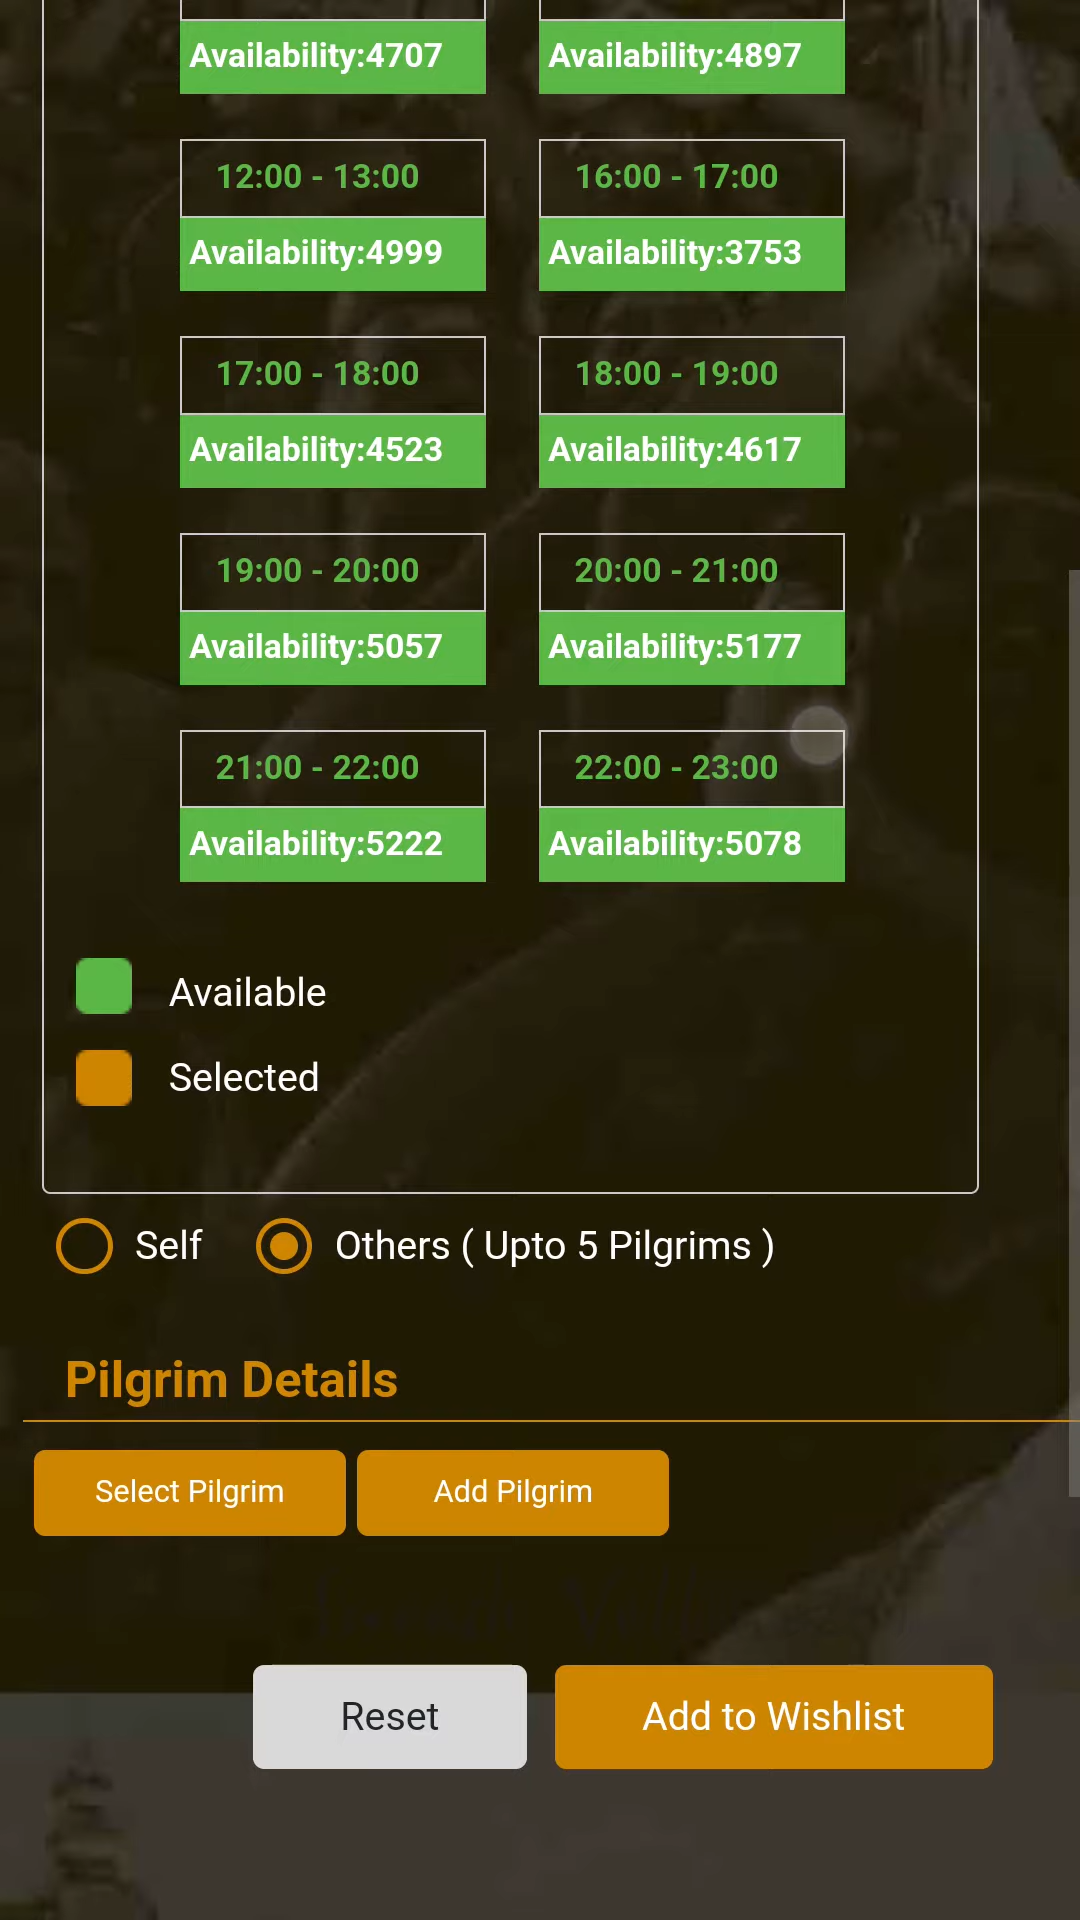 Availability:4707 Availability:4897
12:00 - 13:00 16:00 - 17:00
Availability:4999 Availability:3753
17:00 - 18:00 18:00 - 19:00
Availability:4523 Availability:4617
19:00 - 20:00 20:00 - 21:00
Availability:5057 Availability:5177
21:00 - 22:00 22:00 - 23:00
Availability:5222 Availability:5078
Available
Selected
Self Others ( Upto 5 Pilgrims )
Pilgrim Details
Select Pilgrim Add Pilgrim
Reset Add to Wishlist